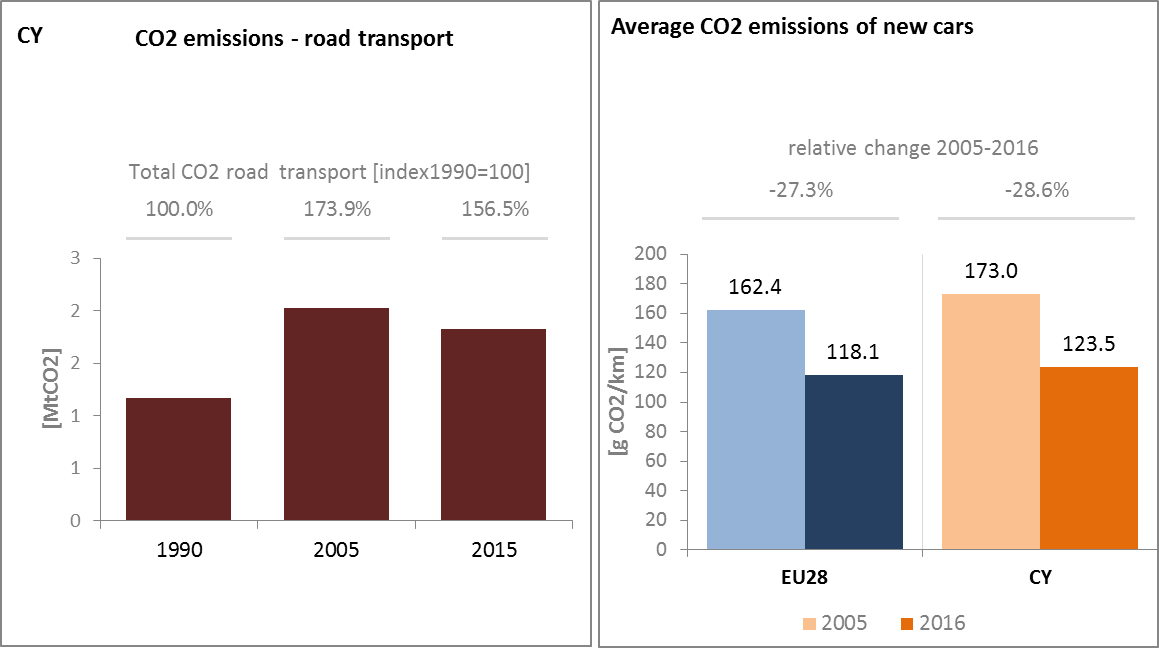 CY
CO2 emissions - road transport
Total CO2 road transport [index1990=100]
100.0% 173.9% 156.5%
[MtCO2]
3
2
2
1
1
0
1990 2005 2015
Average CO2 emissions of new cars
relative change 2005-2016
-27.3% -28.6%
[g CO2/km]
200
180
160
140
120
100
80
60
40
20
0
162.4
118.1
173.0
123.5
EU28 CY
2005 2016